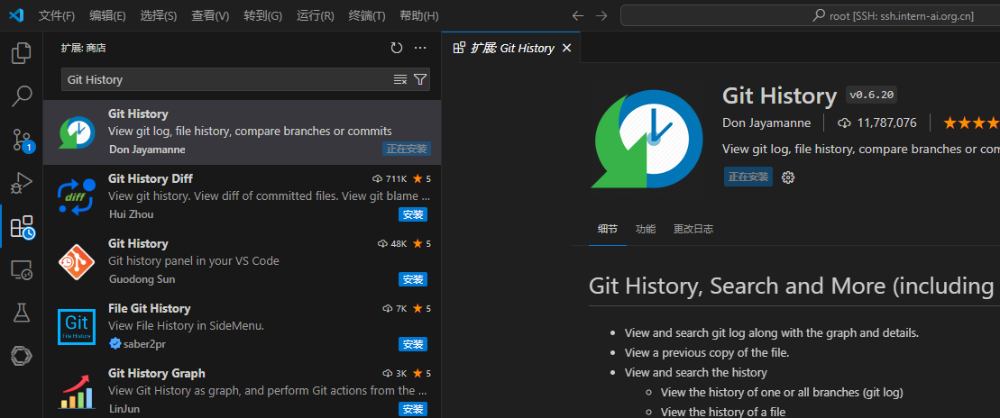 文件(F) 编辑(E) 选择(S) 查看(V) 转到(G) 运行(R) 终端(T) 帮助(H)
root [SSH: ssh.intern-ai.org.cn]
扩展: 商店
Git History
1
Git History
View git log, file history, compare branches or commits
Don Jayamanne
正在安装
Git History Diff 711K 5
diff
View git history. View diff of committed files. View git blame ...
Hui Zhou
安装
Git History 48K 5
Git history panel in your VS Code
Guodong Sun
安装
File Git History 7K 5
Git
File History
View File History in SideMenu.
saber2pr
安装
Git History Graph 3K 5
View Git History as graph, and perform Git actions from the ...
LinJun
安装
扩展: Git History
Git History v0.6.20
Don Jayamanne 11,787,076
View git log, file history, compare branches or com
正在安装
细节 功能 更改日志
Git History, Search and More (including
View and search git log along with the graph and details.
View a previous copy of the file.
View and search the history
View the history of one or all branches (git log)
View the history of a file